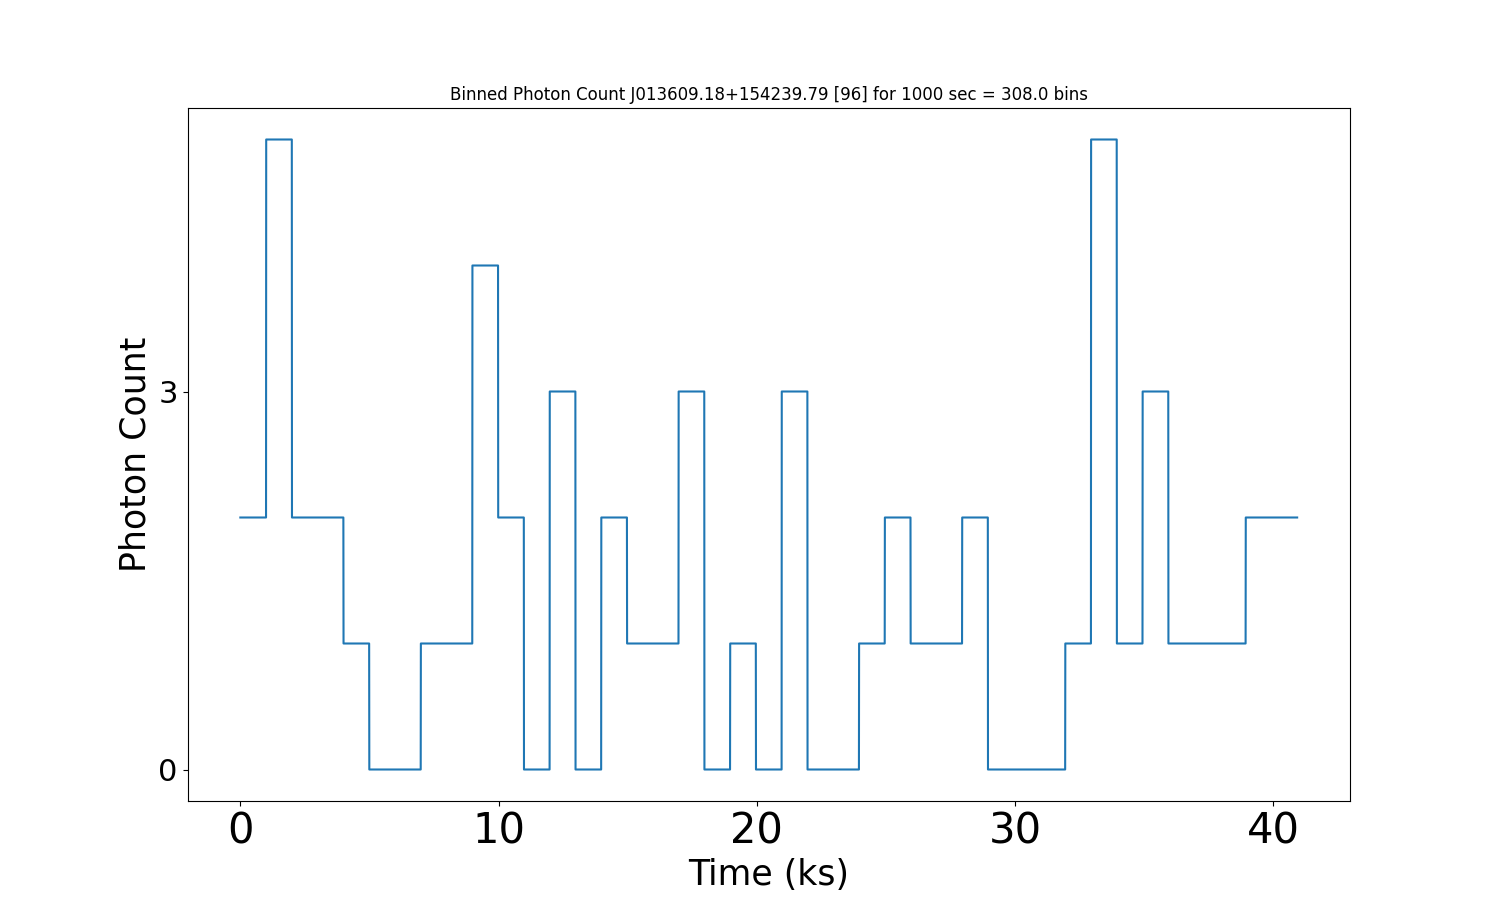 Binned Photon Count J013609.18+154239.79 [96] for 1000 sec = 308.0 bins
Photon Count
3
0
0 10 20 30 40
Time (ks)